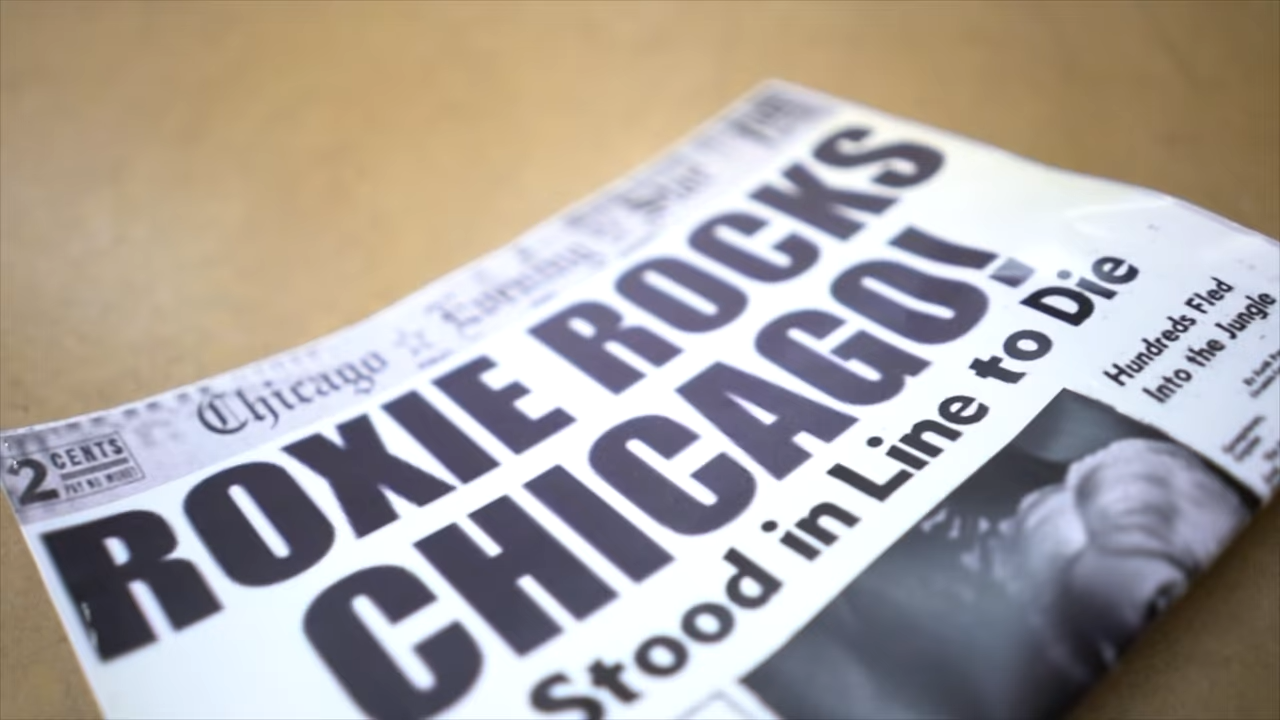 2 CENTS
PAY NO MORE!
Chicago ☆ Evening Star
ROXIE ROCKS
CHICAGO!
Stood in Line to Die
Hundreds Fled
Into the Jungle